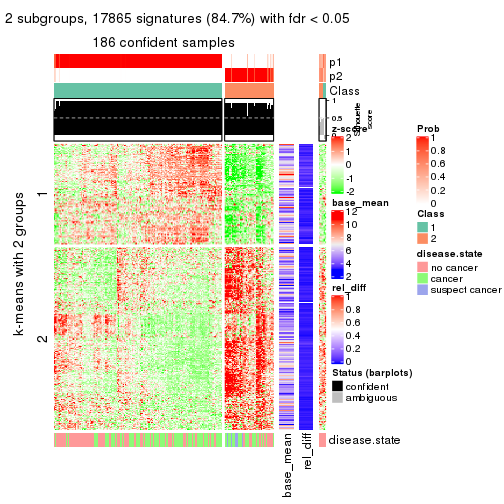 2 subgroups, 17865 signatures (84.7%) with fdr < 0.05
186 confident samples
p1
p2
Class
1
0.5
0
Silhouette
score
k-means with 2 groups
1
2
z-score
2
1
0
-1
-2
base_mean
12
10
8
6
4
2
rel_diff
1
0.8
0.6
0.4
0.2
0
Status (barplots)
confident
ambiguous
Prob
1
0.8
0.6
0.4
0.2
0
Class
1
2
disease.state
no cancer
cancer
suspect cancer
disease.state
base_mean
rel_diff